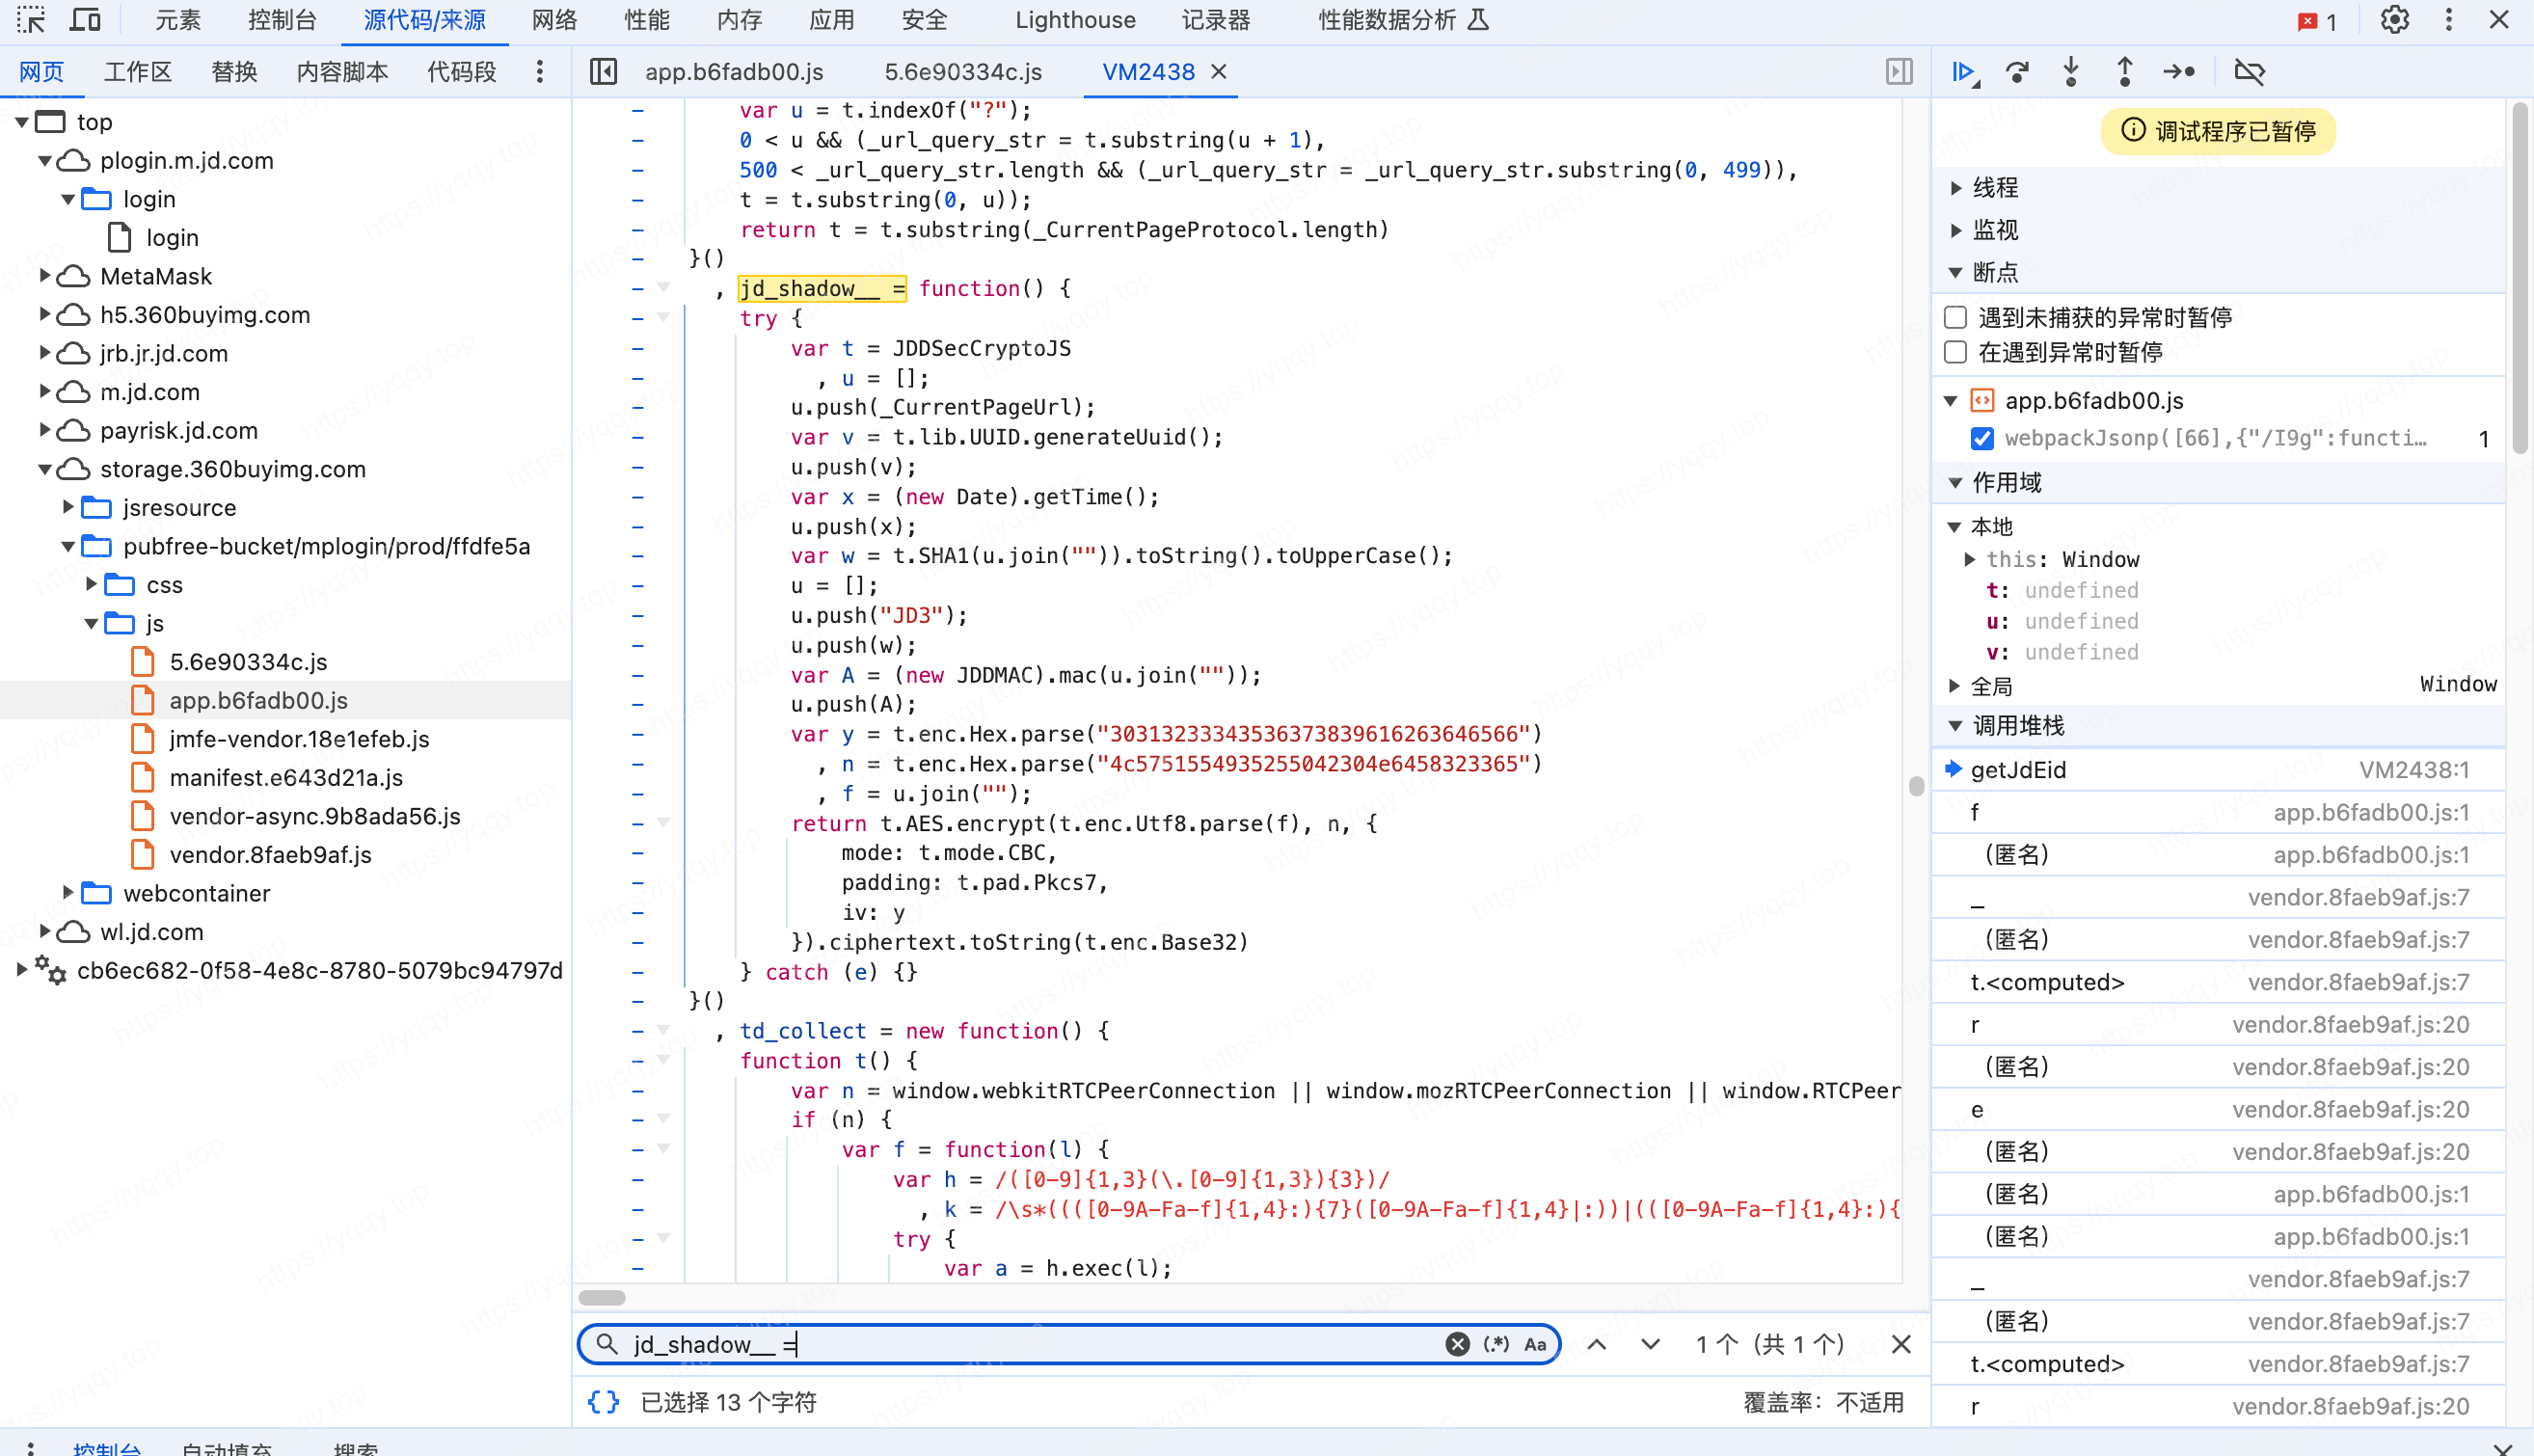 元素 控制台 源代码/来源 网络 性能 内存 应用 安全 Lighthouse 记录器 性能数据分析 1
网页 工作区 替换 内容脚本 代码段
top
plogin.m.jd.com
login
login
MetaMask
h5.360buyimg.com
jrb.jr.jd.com
m.jd.com
payrisk.jd.com
storage.360buyimg.com
jsresource
pubfree-bucket/mplogin/prod/ffdfe5a
css
js
5.6e90334c.js
app.b6fadb00.js
jmfe-vendor.18e1efeb.js
manifest.e643d21a.js
vendor-async.9b8ada56.js
vendor.8faeb9af.js
webcontainer
wl.jd.com
cb6ec682-0f58-4e8c-8780-5079bc94797d
app.b6fadb00.js 5.6e90334c.js VM2438
var u = t.indexOf("?");
0 < u && (_url_query_str = t.substring(u + 1),
500 < _url_query_str.length && (_url_query_str = _url_query_str.substring(0, 499)),
t = t.substring(0, u));
return t = t.substring(_CurrentPageProtocol.length)
}()
, jd_shadow__ = function() {
try {
var t = JDDSecCryptoJS
, u = [];
u.push(_CurrentPageUrl);
var v = t.lib.UUID.generateUuid();
u.push(v);
var x = (new Date).getTime();
u.push(x);
var w = t.SHA1(u.join("")).toString().toUpperCase();
u = [];
u.push("JD3");
u.push(w);
var A = (new JDDMAC).mac(u.join(""));
u.push(A);
var y = t.enc.Hex.parse("30313233343536373839616263646566")
, n = t.enc.Hex.parse("4c5751554935255042304e6458323365")
, f = u.join("");
return t.AES.encrypt(t.enc.Utf8.parse(f), n, {
mode: t.mode.CBC,
padding: t.pad.Pkcs7,
iv: y
}).ciphertext.toString(t.enc.Base32)
} catch (e) {}
}()
, td_collect = new function() {
function t() {
var n = window.webkitRTCPeerConnection || window.mozRTCPeerConnection || window.RTCPeer
if (n) {
var f = function(l) {
var h = /([0-9]{1,3}(\.[0-9]{1,3}){3})/
, k = /\s*((([0-9A-Fa-f]{1,4}:){7}([0-9A-Fa-f]{1,4}|:))|(([0-9A-Fa-f]{1,4}:){
try {
var a = h.exec(l);
jd_shadow__ = (.*) Aa 1 个（共 1 个）
{} 已选择 13 个字符 覆盖率：不适用
调试程序已暂停
线程
监视
断点
遇到未捕获的异常时暂停
在遇到异常时暂停
app.b6fadb00.js
webpackJsonp([66],{"/I9g":functi… 1
作用域
本地
this: Window
t: undefined
u: undefined
v: undefined
全局 Window
调用堆栈
getJdEid VM2438:1
f app.b6fadb00.js:1
（匿名） app.b6fadb00.js:1
_ vendor.8faeb9af.js:7
（匿名） vendor.8faeb9af.js:7
t.<computed> vendor.8faeb9af.js:7
r vendor.8faeb9af.js:20
（匿名） vendor.8faeb9af.js:20
e vendor.8faeb9af.js:20
（匿名） vendor.8faeb9af.js:20
（匿名） app.b6fadb00.js:1
（匿名） app.b6fadb00.js:1
_ vendor.8faeb9af.js:7
（匿名） vendor.8faeb9af.js:7
t.<computed> vendor.8faeb9af.js:7
r vendor.8faeb9af.js:20
控制台 自动填充 搜索
https://yqqy.top